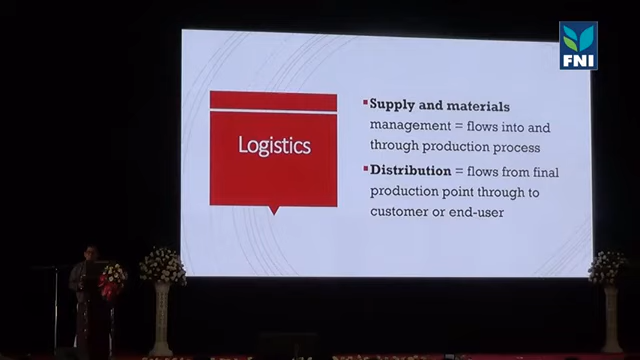 FNI
Logistics
▪Supply and materials
management = flows into and
through production process
▪Distribution = flows from final
production point through to
customer or end-user